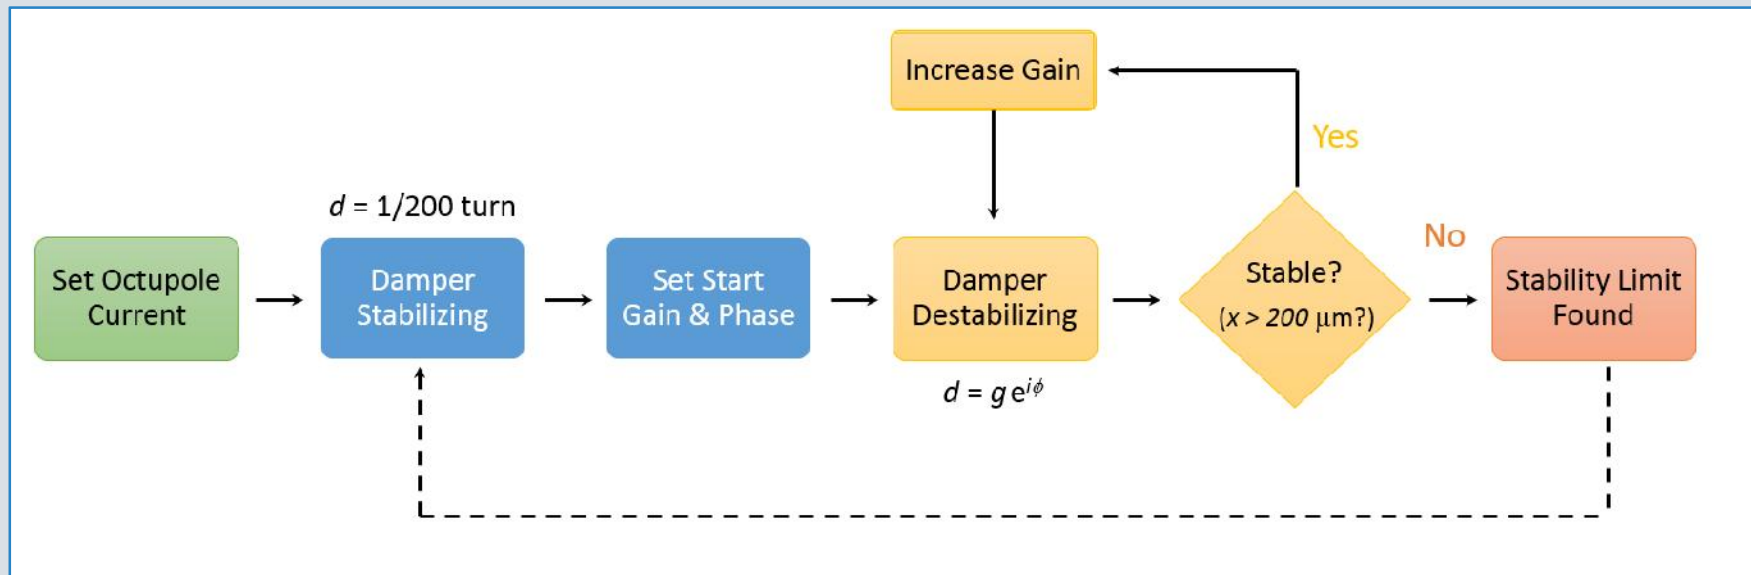 Increase Gain
Yes
d = 1/200 turn
No
Set Octupole
Current
Damper
Stabilizing
Set Start
Gain & Phase
Damper
Destabilizing
Stable?
(x > 200 μm?)
Stability Limit
Found
d = g e^{iϕ}